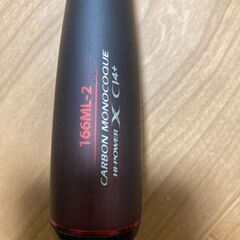 166ML-2
CARBON MONOCOQUE
HI-POWER X CI4+